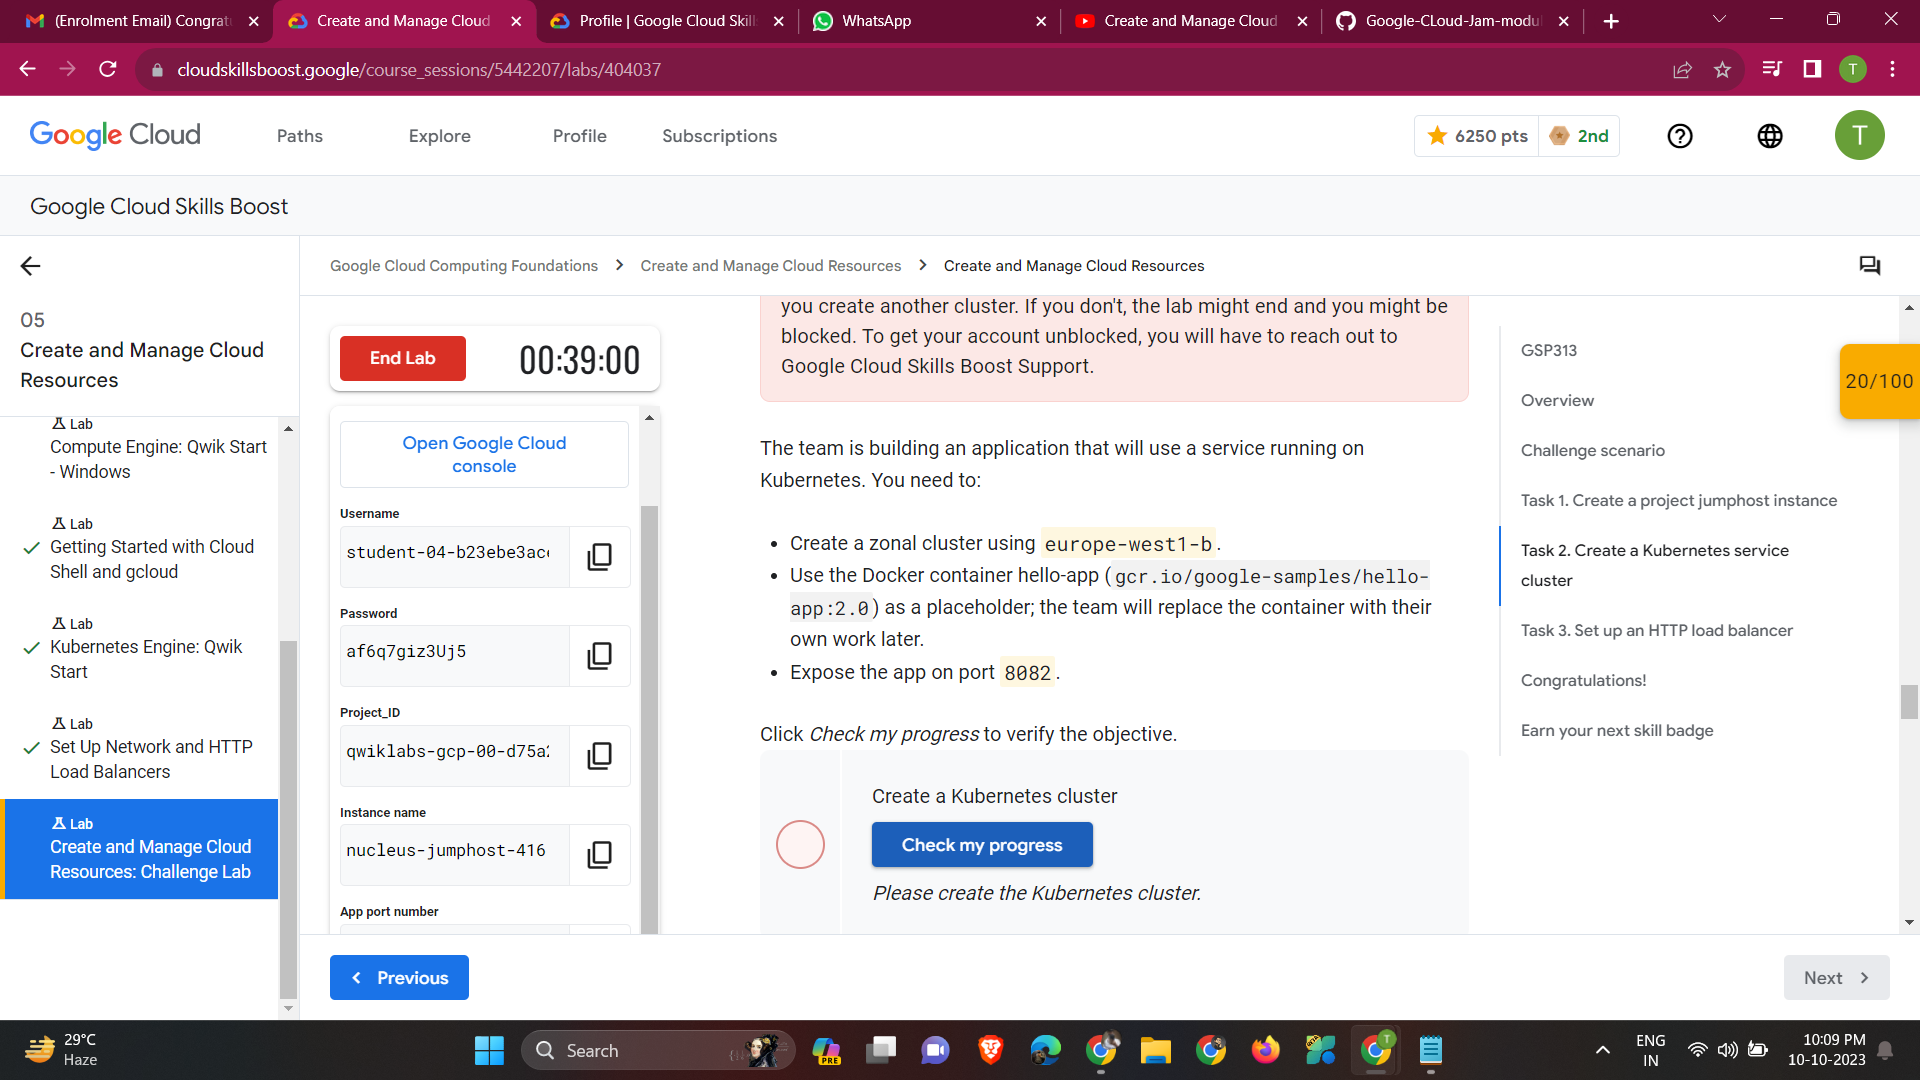 (Enrolment Email) Congrat
Create and Manage Cloud
Profile | Google Cloud Skill
WhatsApp
Create and Manage Cloud
Google-CLoud-Jam-modul
cloudskillsboost.google/course_sessions/5442207/labs/404037
T
Google Cloud
Paths
Explore
Profile
Subscriptions
6250 pts
2nd
T
Google Cloud Skills Boost
Google Cloud Computing Foundations
Create and Manage Cloud Resources
Create and Manage Cloud Resources
05
Create and Manage Cloud
Resources
Lab
Compute Engine: Qwik Start
- Windows
Lab
Getting Started with Cloud
Shell and gcloud
Lab
Kubernetes Engine: Qwik
Start
Lab
Set Up Network and HTTP
Load Balancers
Lab
Create and Manage Cloud
Resources: Challenge Lab
End Lab
00:39:00
Open Google Cloud
console
Username
student-04-b23ebe3ace
Password
af6q7giz3Uj5
Project_ID
qwiklabs-gcp-00-d75a2
Instance name
nucleus-jumphost-416
App port number
you create another cluster. If you don't, the lab might end and you might be
blocked. To get your account unblocked, you will have to reach out to
Google Cloud Skills Boost Support.
The team is building an application that will use a service running on
Kubernetes. You need to:
• Create a zonal cluster using europe-west1-b.
• Use the Docker container hello-app (gcr.io/google-samples/hello-
app:2.0) as a placeholder; the team will replace the container with their
own work later.
• Expose the app on port 8082.
Click Check my progress to verify the objective.
Create a Kubernetes cluster
Check my progress
Please create the Kubernetes cluster.
GSP313
Overview
Challenge scenario
Task 1. Create a project jumphost instance
Task 2. Create a Kubernetes service
cluster
Task 3. Set up an HTTP load balancer
Congratulations!
Earn your next skill badge
20/100
Previous
Next
29°C
Haze
Search
PRE
T
ENG
IN
10:09 PM
10-10-2023